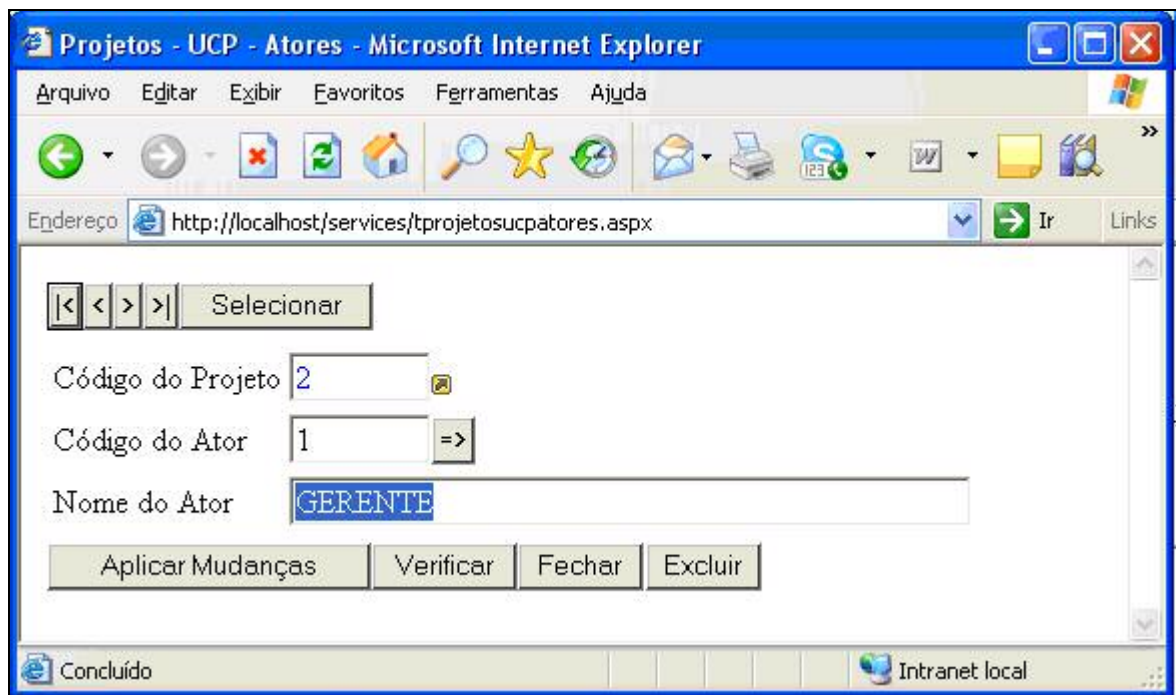 Projetos - UCP - Atores - Microsoft Internet Explorer
Arquivo Editar Exibir Favoritos Ferramentas Ajuda
123 W »
Endereço http://localhost/services/tprojetosucpatores.aspx Ir Links
|< < > >| Selecionar
Código do Projeto 2
Código do Ator 1 =>
Nome do Ator GERENTE
Aplicar Mudanças Verificar Fechar Excluir
Concluído Intranet local